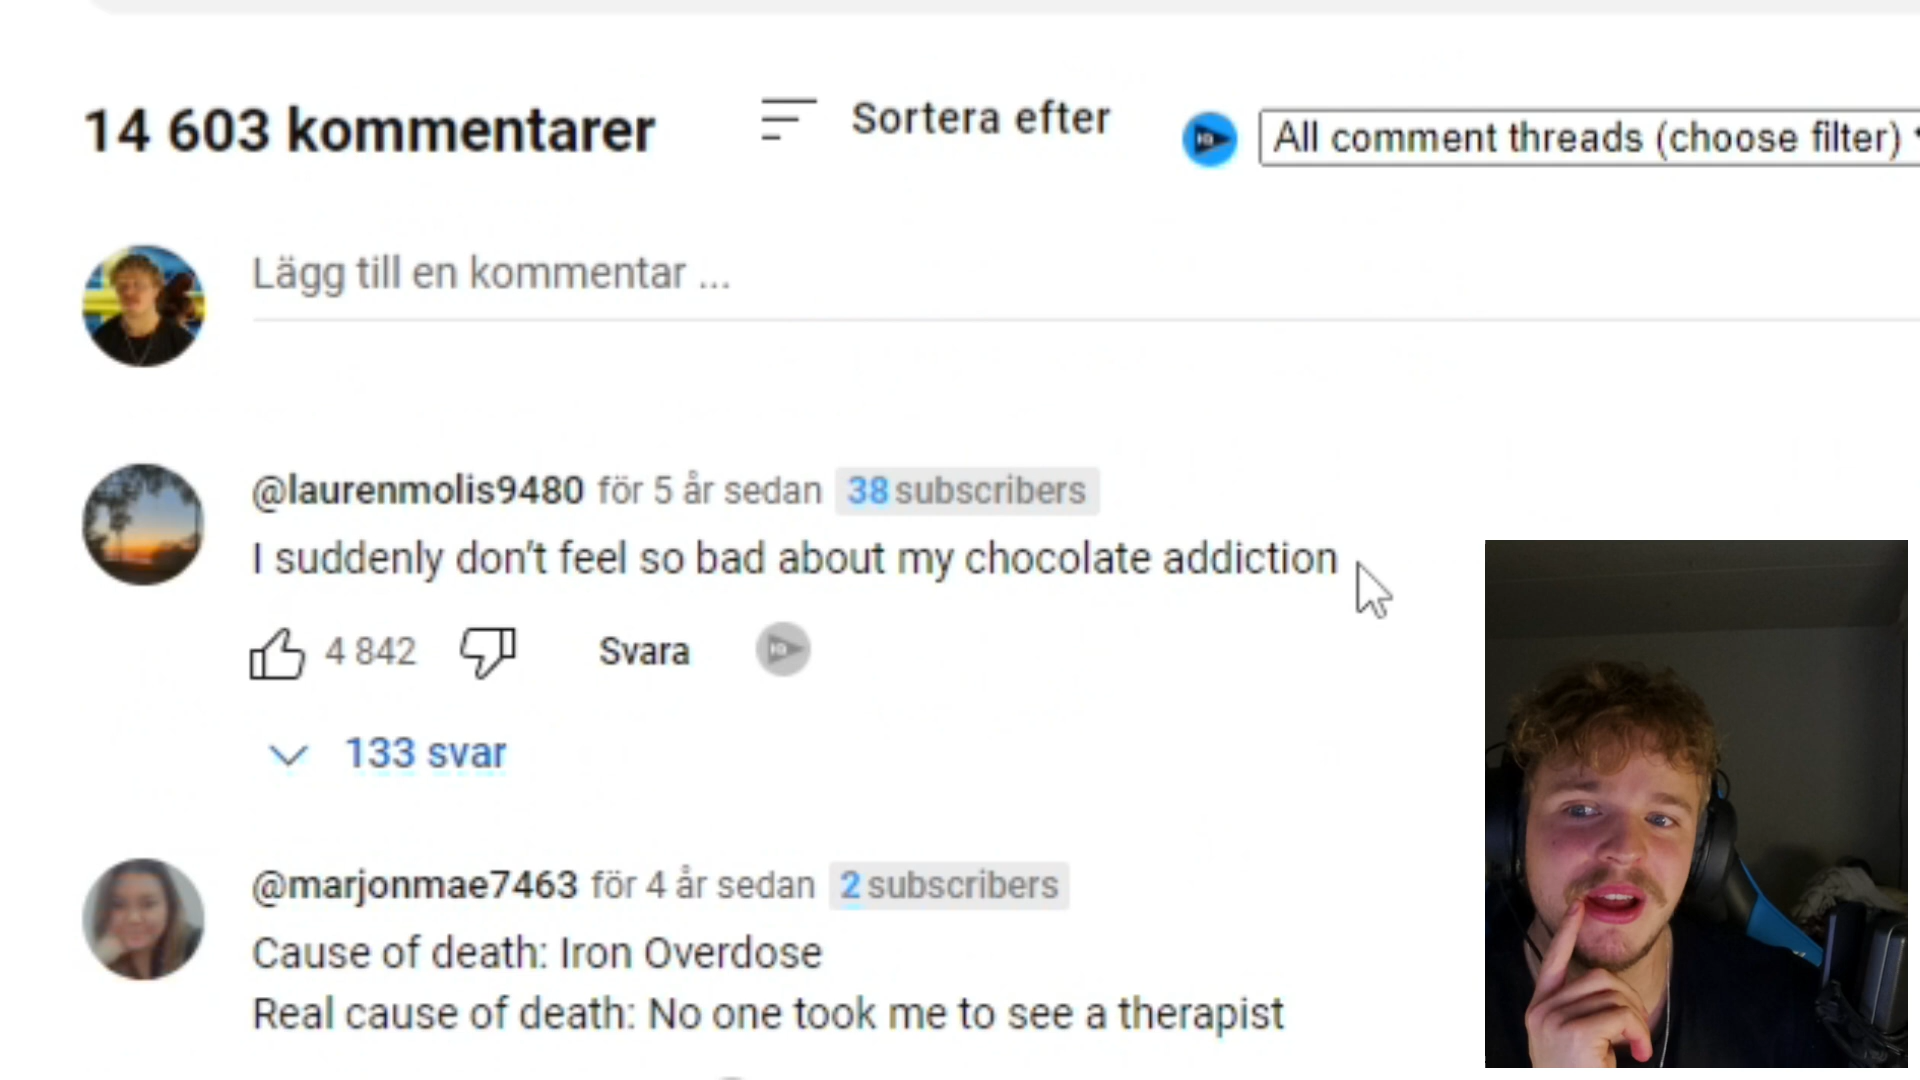 14 603 kommentarer
Sortera efter
All comment threads (choose filter)
Lägg till en kommentar ...
@laurenmolis9480 för 5 år sedan 38 subscribers
I suddenly don't feel so bad about my chocolate addiction
4 842 Svara
133 svar
@marjonmae7463 för 4 år sedan 2 subscribers
Cause of death: Iron Overdose
Real cause of death: No one took me to see a therapist